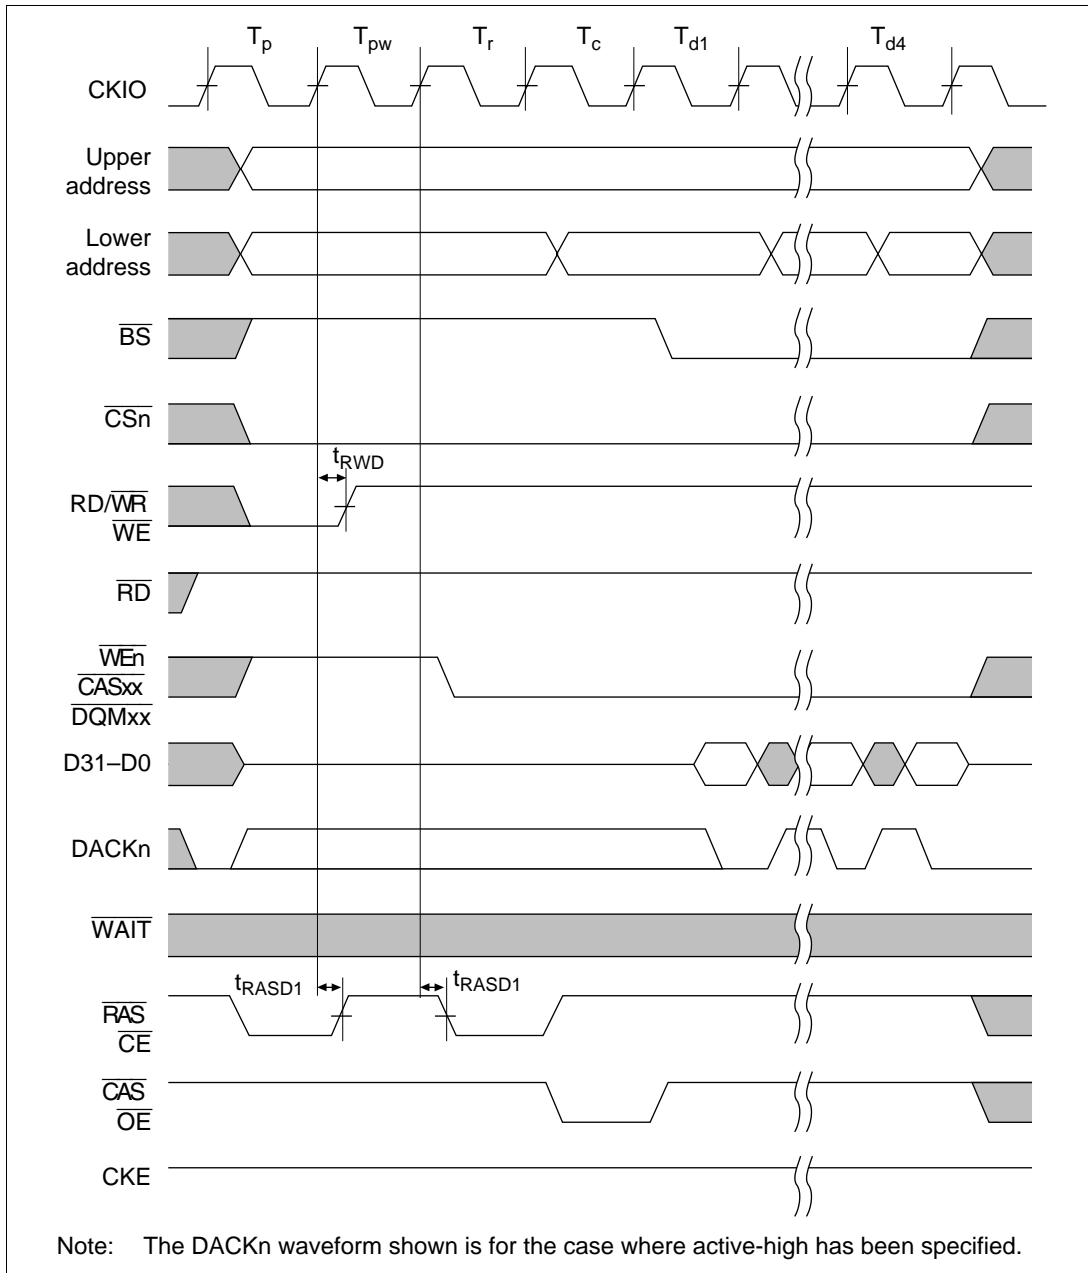 Tp Tpw Tr Tc Td1 Td4
CKIO
Upper
address
Lower
address
BS
CSn
tRWD
RD/WR
WE
RD
WEn
CASxx
DQMxx
D31–D0
DACKn
WAIT
tRASD1 tRASD1
RAS
CE
CAS
OE
CKE
Note: The DACKn waveform shown is for the case where active-high has been specified.